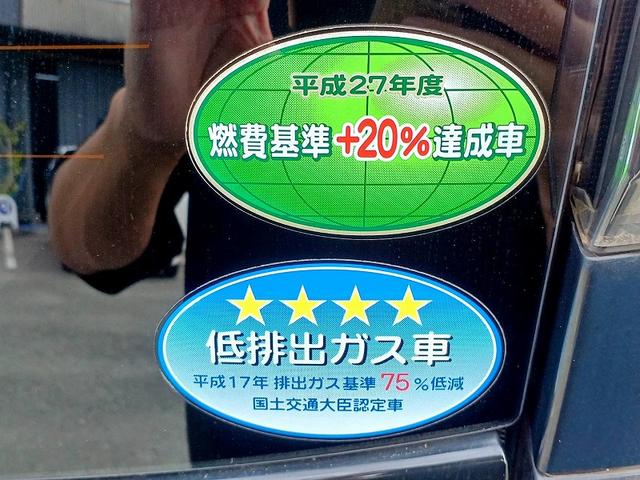 平成27年度
燃費基準+20%達成車
低排出ガス車
平成17年 排出ガス基準 75%低減
国土交通大臣認定車